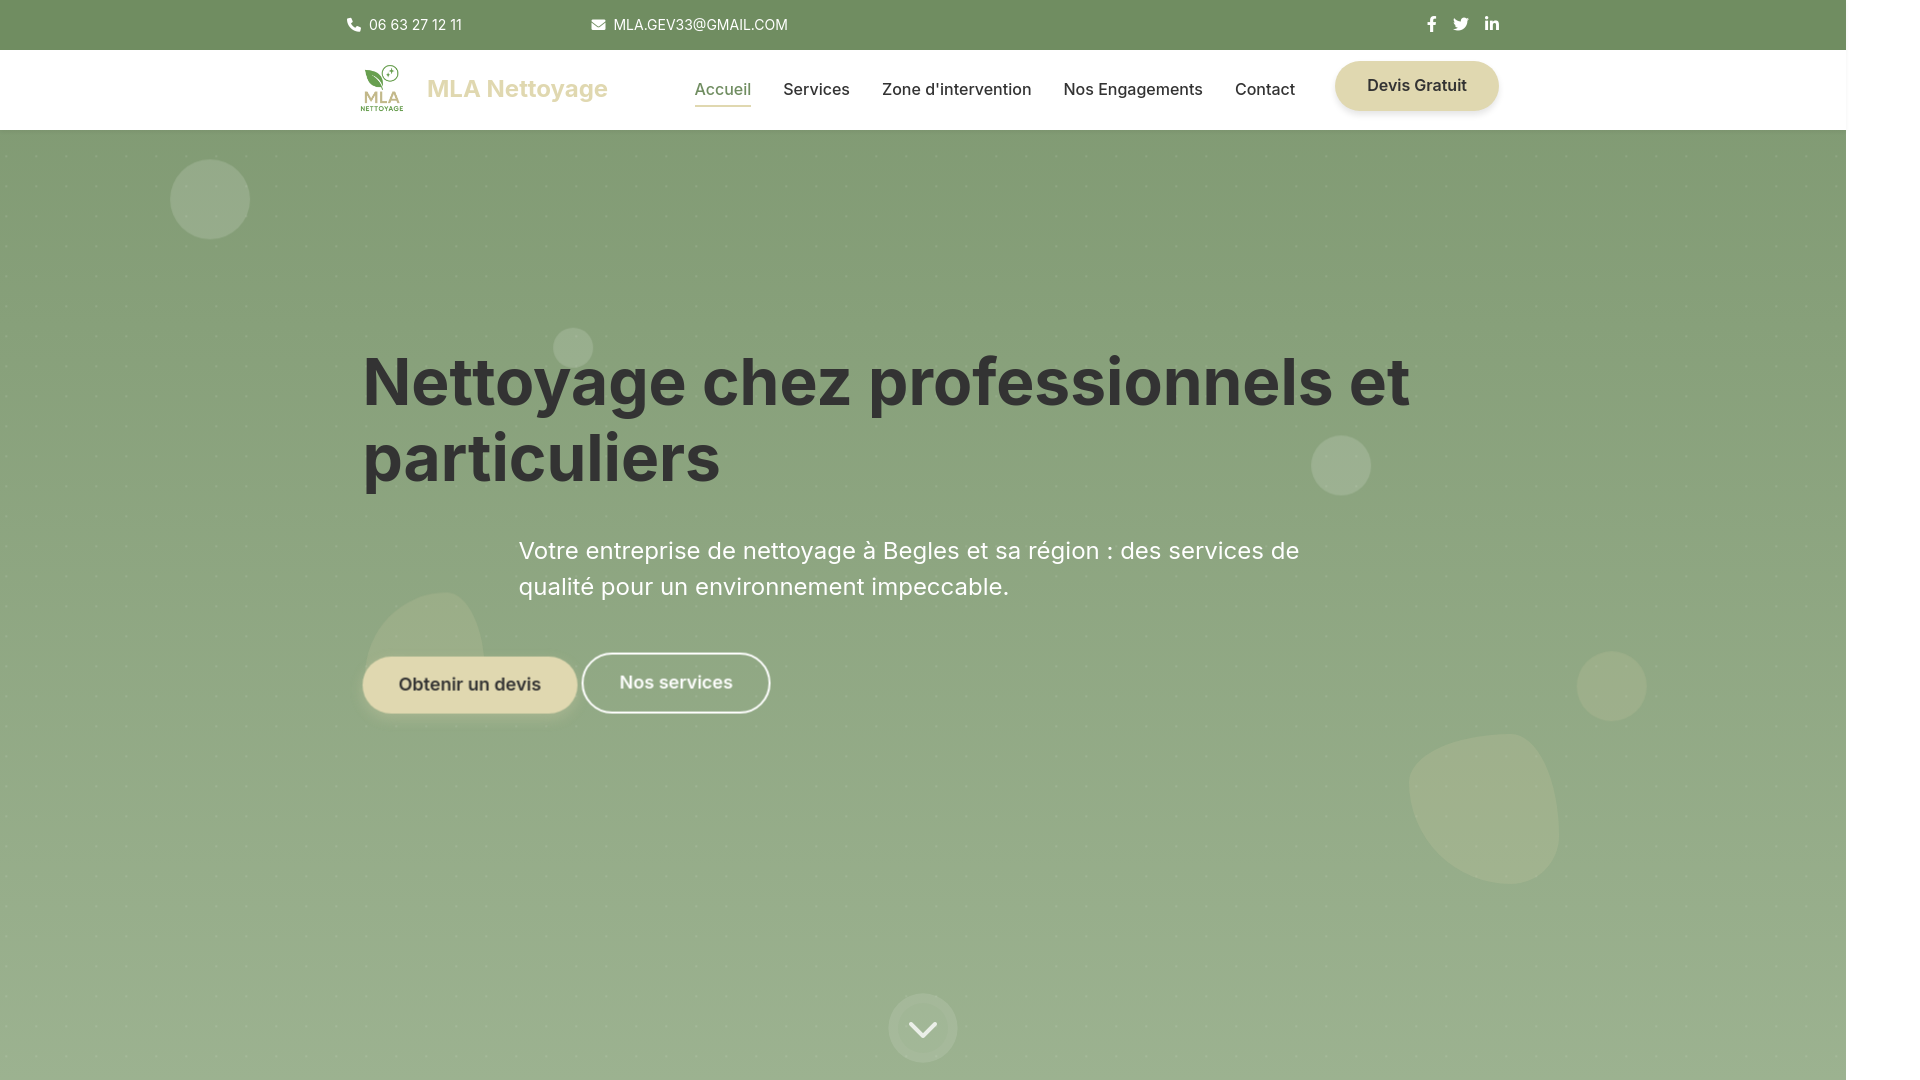 06 63 27 12 11
MLA.GEV33@GMAIL.COM
MLA
NETTOYAGE
MLA Nettoyage
Accueil
Services
Zone d'intervention
Nos Engagements
Contact
Devis Gratuit
Nettoyage chez professionnels et
particuliers
Votre entreprise de nettoyage à Begles et sa région : des services de
qualité pour un environnement impeccable.
Obtenir un devis
Nos services